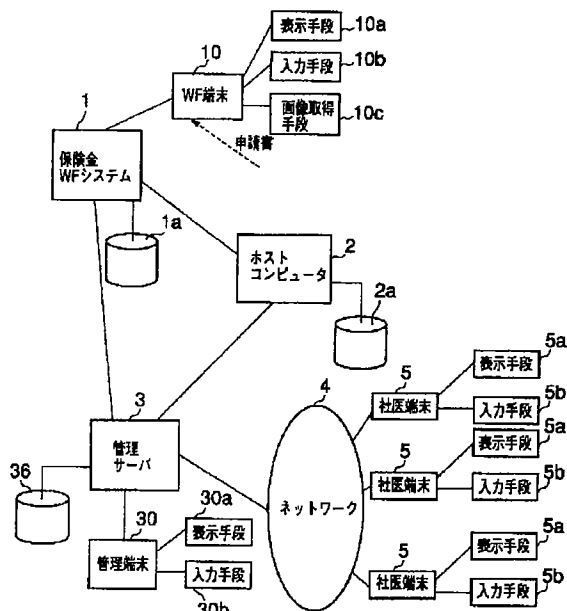 表示手段
10a
10
入力手段
10b
WF端末
画像取得
手段
10c
1
申請書
保険金
WFシステム
1a
ホスト
コンピュータ
2
2a
5a
5
表示手段
社医端末
5b
4
入力手段
5a
3
5
表示手段
管理
サーバ
社医端末
5b
36
30a
ネットワーク
入力手段
30
表示手段
5a
管理端末
5
表示手段
入力手段
社医端末
5b
30b
入力手段